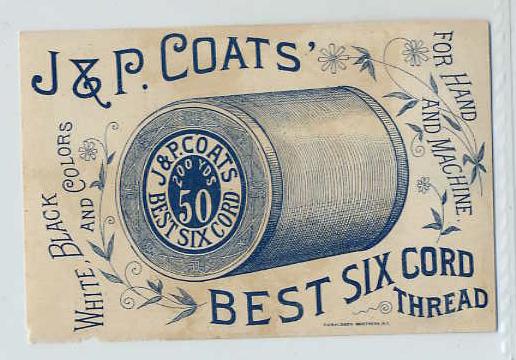 J & P. COATS'
WHITE, BLACK
AND COLORS
FOR HAND
AND MACHINE.
J & P. COATS
200 YDS
50
BEST SIX CORD
BEST SIX CORD
THREAD